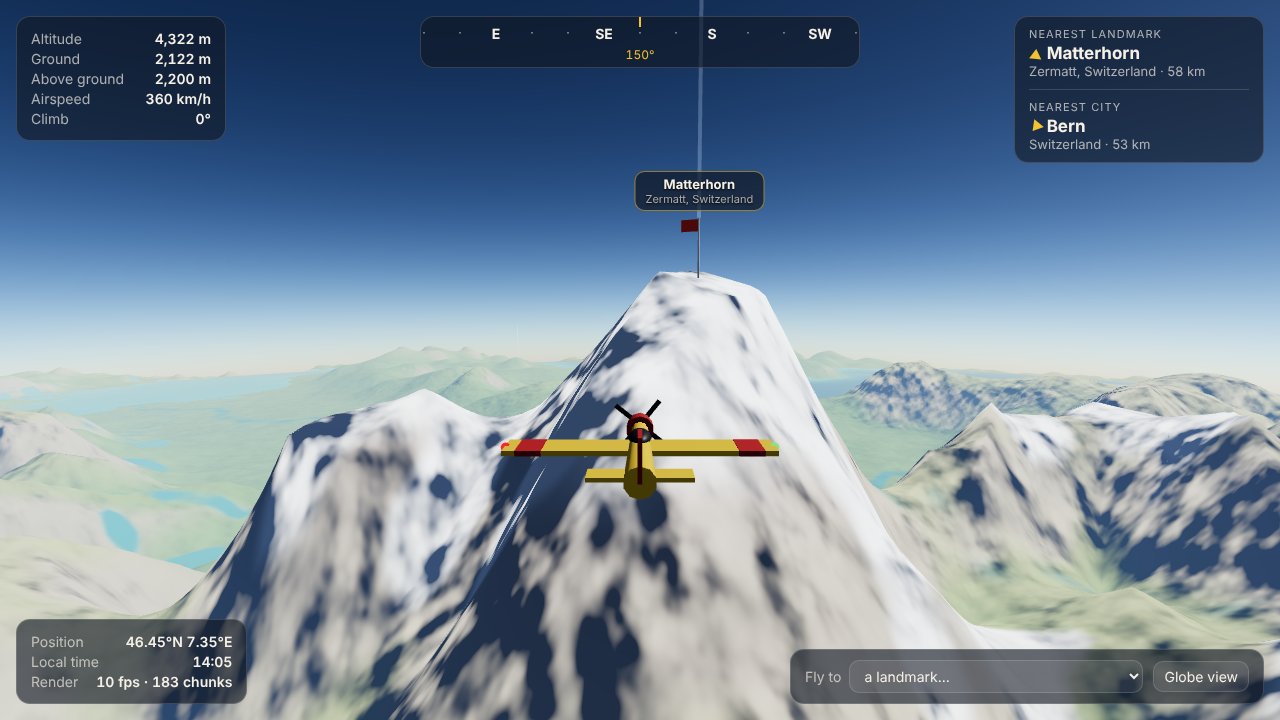 Altitude 4,322 m
Ground 2,122 m
Above ground 2,200 m
Airspeed 360 km/h
Climb 0°
E SE S SW
150°
NEAREST LANDMARK
Matterhorn
Zermatt, Switzerland · 58 km
NEAREST CITY
Bern
Switzerland · 53 km
Matterhorn
Zermatt, Switzerland
Position 46.45°N 7.35°E
Local time 14:05
Render 10 fps · 183 chunks
Fly to a landmark... Globe view